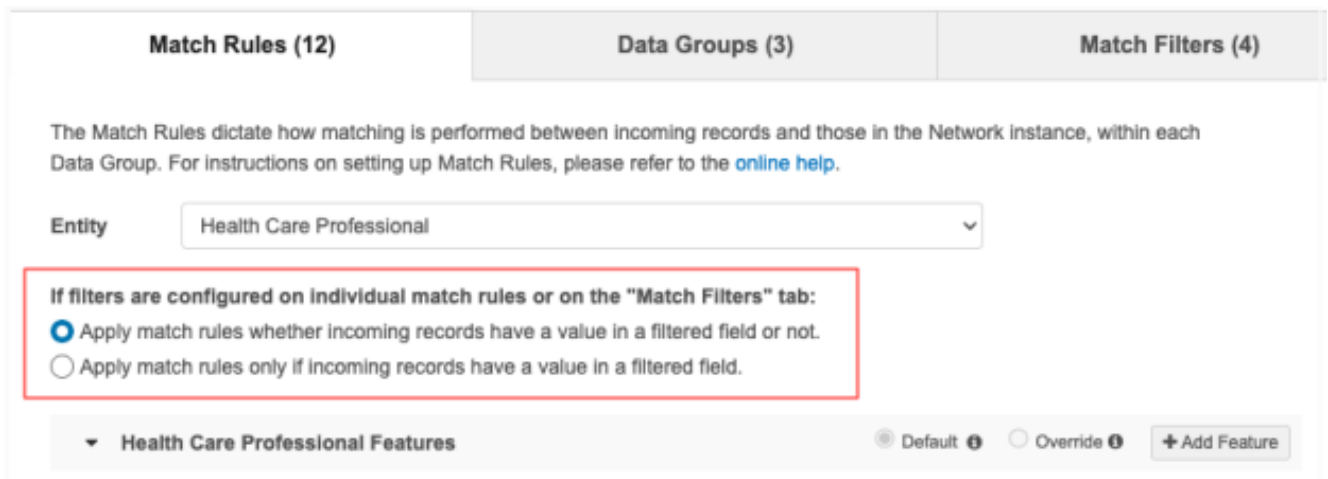 Match Rules (12)
Data Groups (3)
Match Filters (4)
The Match Rules dictate how matching is performed between incoming records and those in the Network instance, within each
Data Group. For instructions on setting up Match Rules, please refer to the online help.
Entity
Health Care Professional
If filters are configured on individual match rules or on the "Match Filters" tab:
Apply match rules whether incoming records have a value in a filtered field or not.
Apply match rules only if incoming records have a value in a filtered field.
Health Care Professional Features
Default
Override
+ Add Feature